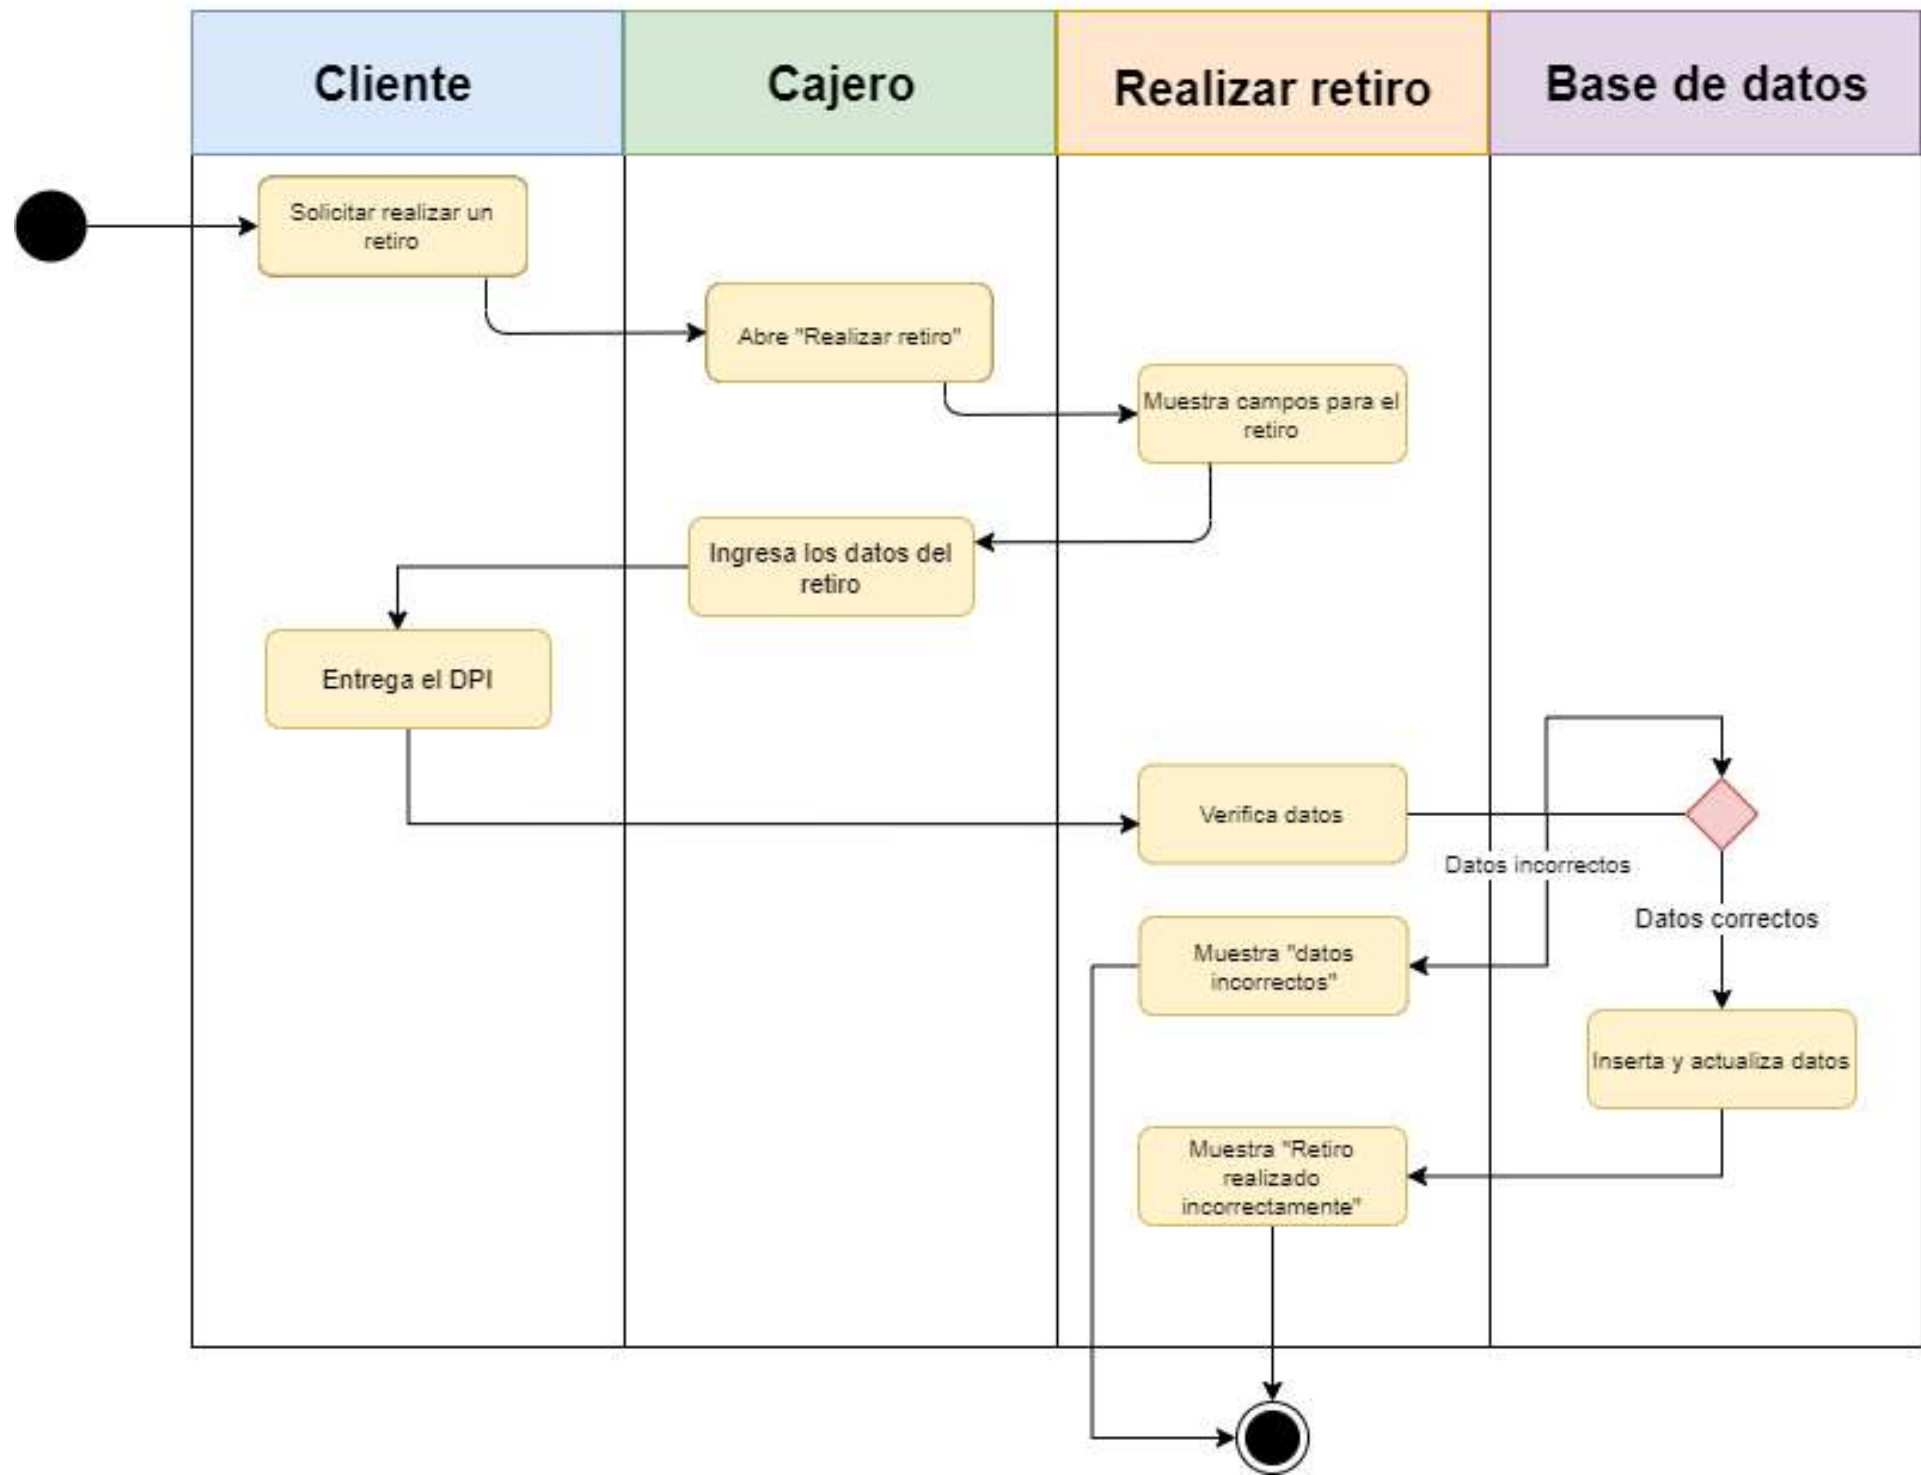 Cliente
Cajero
Realizar retiro
Base de datos
Solicitar realizar un
retiro
Abre "Realizar retiro"
Muestra campos para el
retiro
Ingresa los datos del
retiro
Entrega el DPI
Verifica datos
Datos incorrectos
Datos correctos
Muestra "datos
incorrectos"
Inserta y actualiza datos
Muestra "Retiro
realizado
incorrectamente"